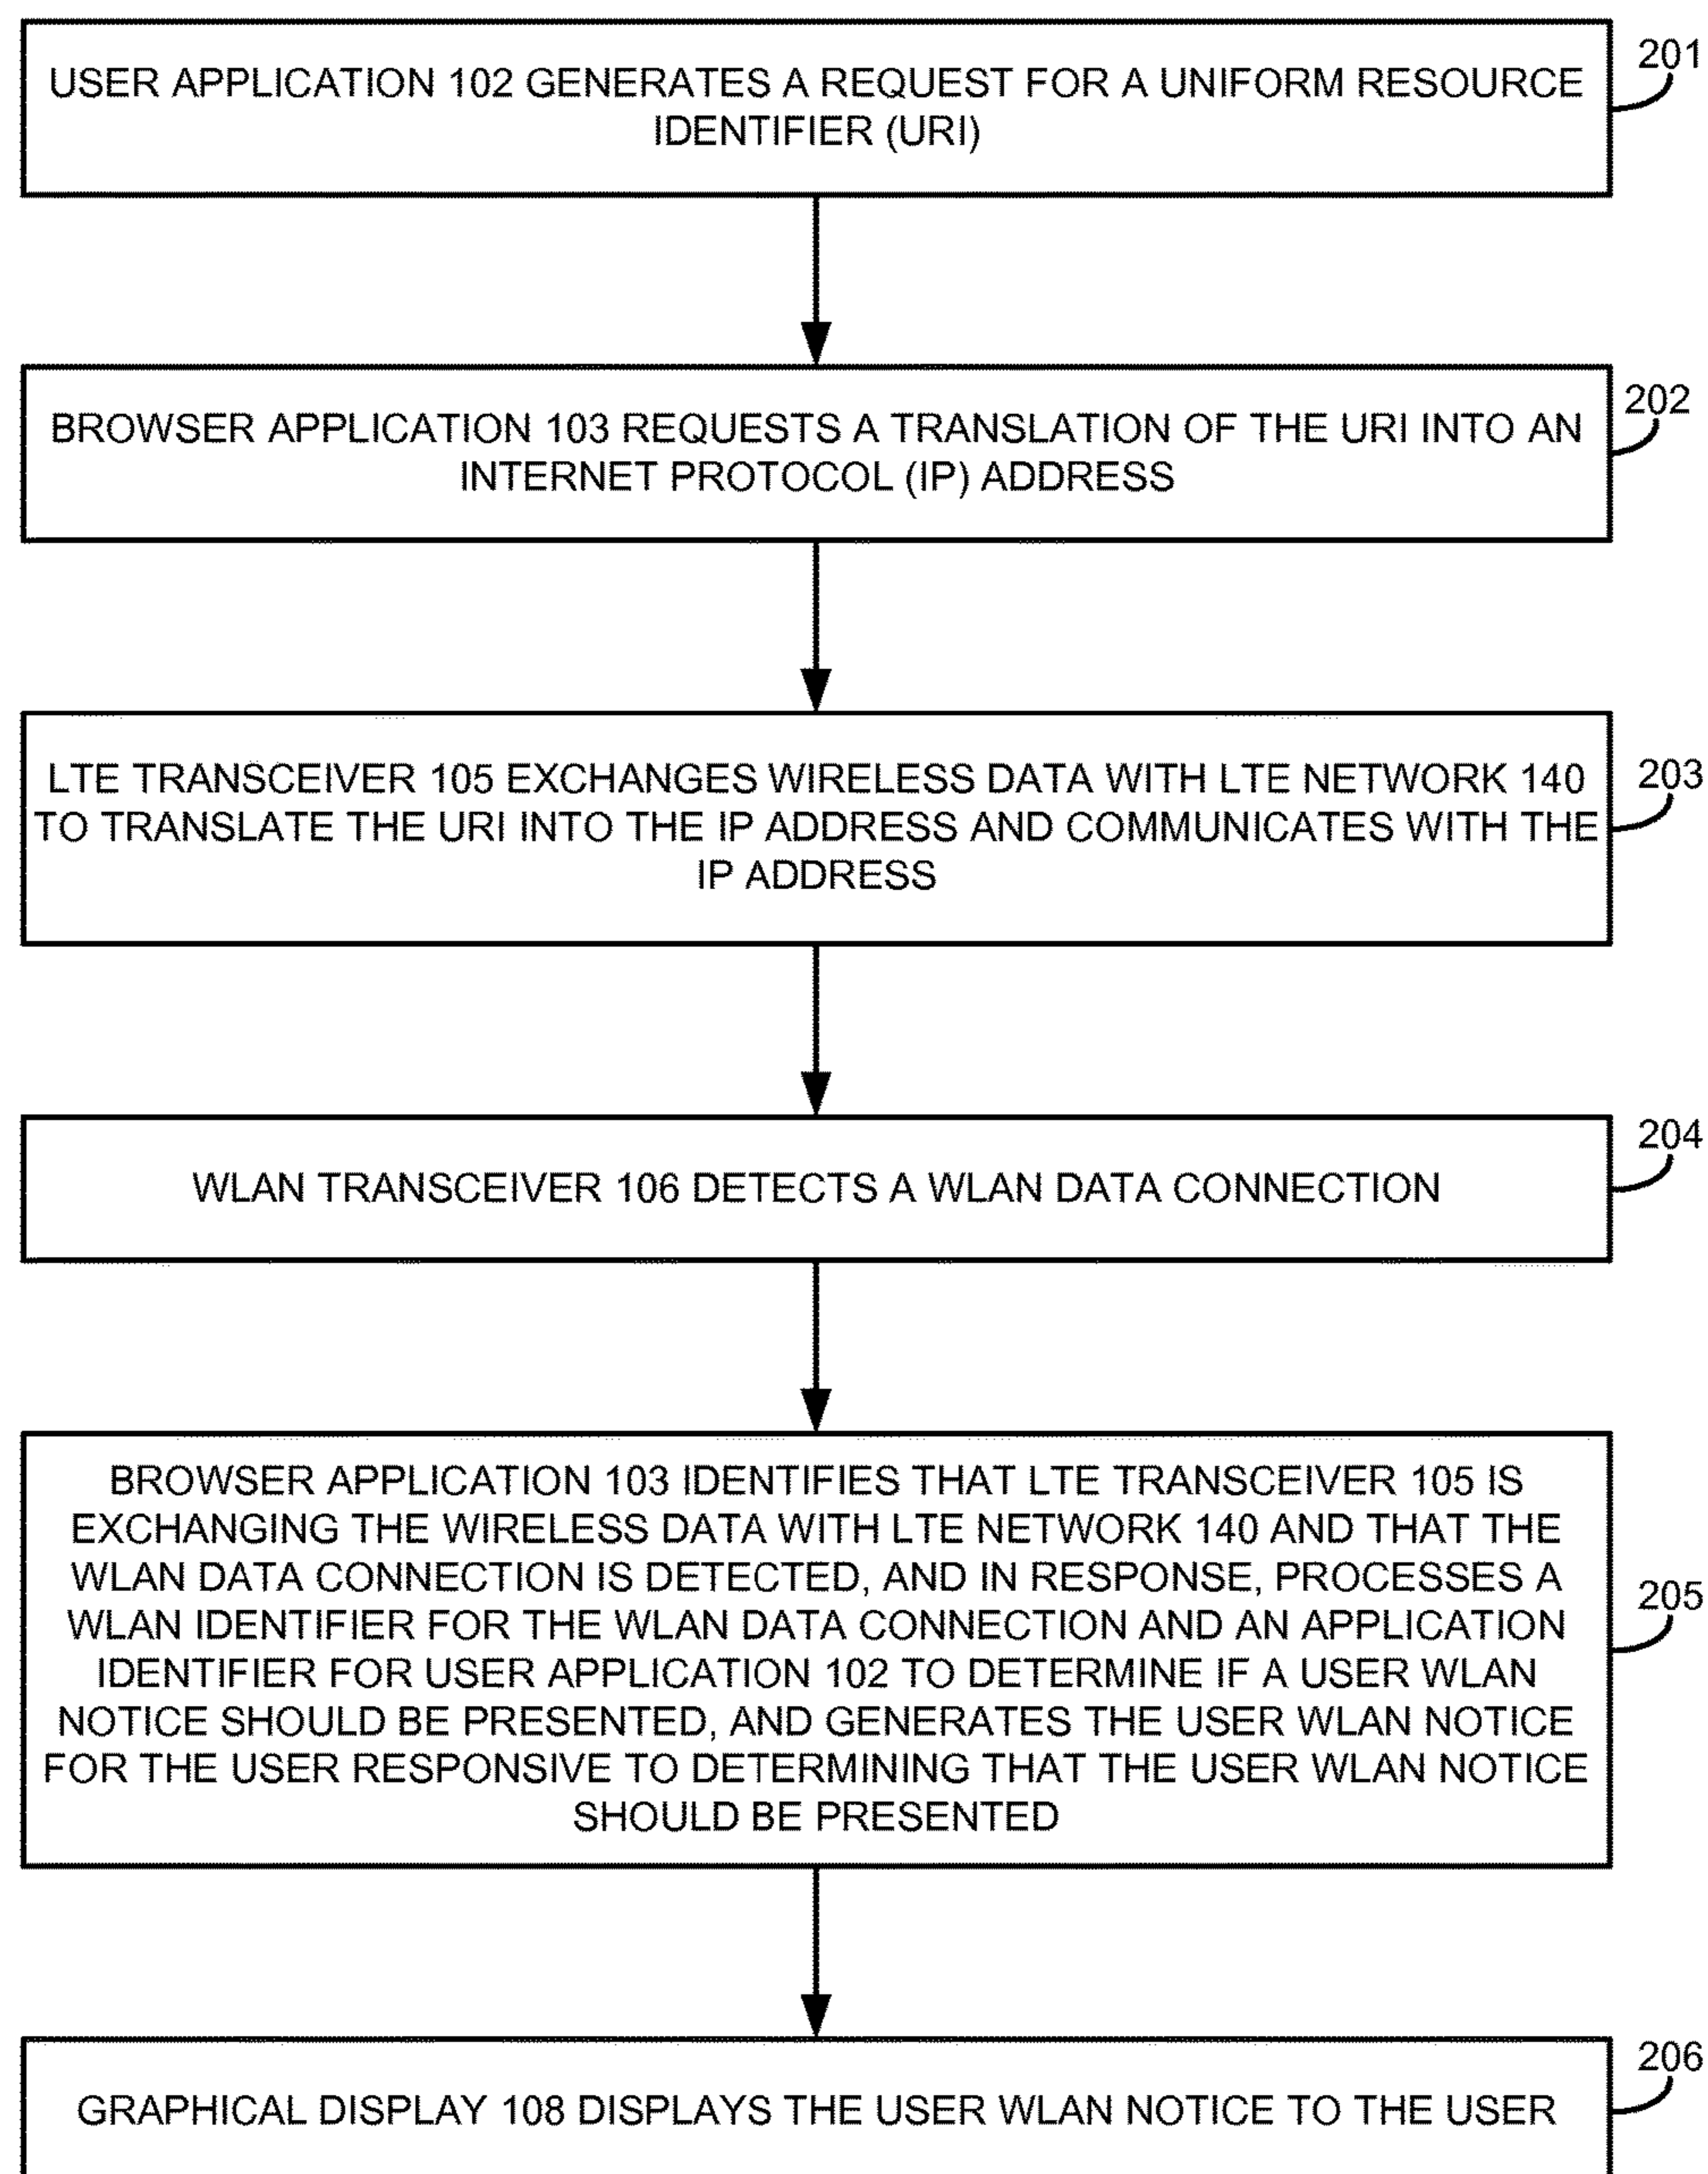 201
USER APPLICATION 102 GENERATES A REQUEST FOR A UNIFORM RESOURCE
IDENTIFIER (URI)
202
BROWSER APPLICATION 103 REQUESTS A TRANSLATION OF THE URI INTO AN
INTERNET PROTOCOL (IP) ADDRESS
203
LTE TRANSCEIVER 105 EXCHANGES WIRELESS DATA WITH LTE NETWORK 140
TO TRANSLATE THE URI INTO THE IP ADDRESS AND COMMUNICATES WITH THE
IP ADDRESS
204
WLAN TRANSCEIVER 106 DETECTS A WLAN DATA CONNECTION
BROWSER APPLICATION 103 IDENTIFIES THAT LTE TRANSCEIVER 105 IS
EXCHANGING THE WIRELESS DATA WITH LTE NETWORK 140 AND THAT THE
WLAN DATA CONNECTION IS DETECTED, AND IN RESPONSE, PROCESSES A
205
WLAN IDENTIFIER FOR THE WLAN DATA CONNECTION AND AN APPLICATION
IDENTIFIER FOR USER APPLICATION 102 TO DETERMINE IF A USER WLAN
NOTICE SHOULD BE PRESENTED, AND GENERATES THE USER WLAN NOTICE
FOR THE USER RESPONSIVE TO DETERMINING THAT THE USER WLAN NOTICE
SHOULD BE PRESENTED
206
GRAPHICAL DISPLAY 108 DISPLAYS THE USER WLAN NOTICE TO THE USER